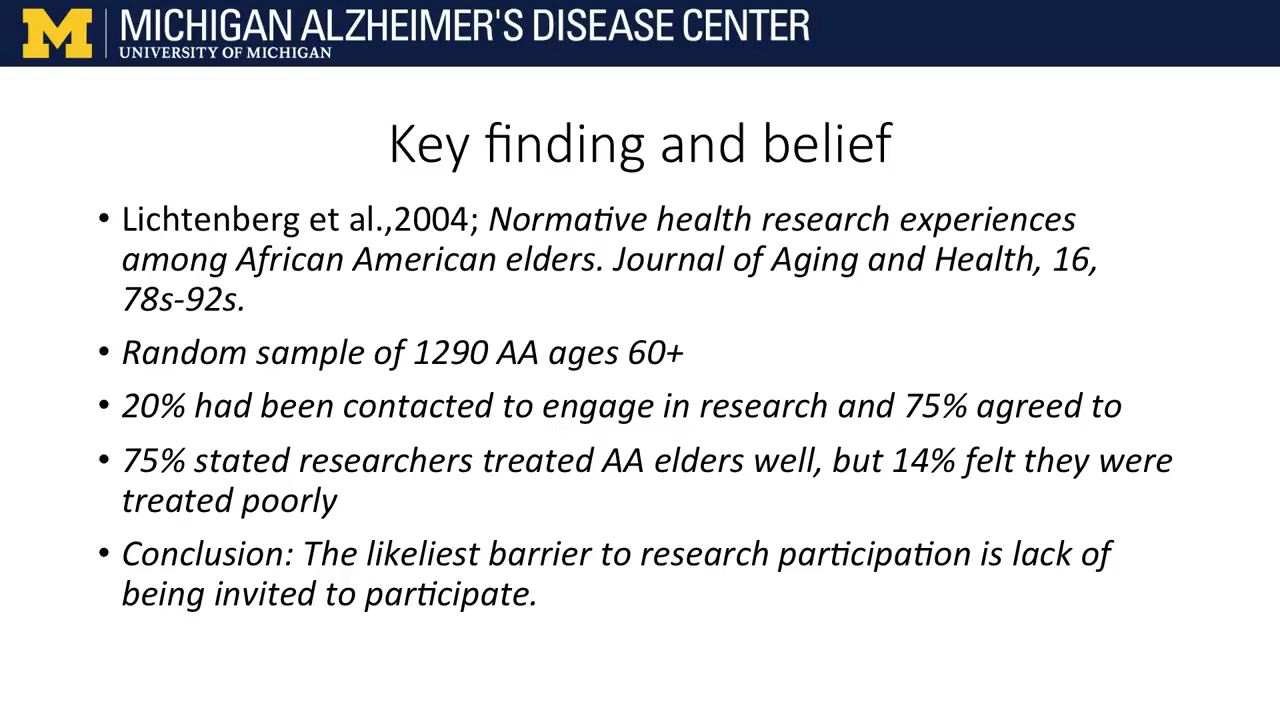 M
MICHIGAN ALZHEIMER'S DISEASE CENTER
UNIVERSITY OF MICHIGAN
Key finding and belief
• Lichtenberg et al.,2004; Normative health research experiences
among African American elders. Journal of Aging and Health, 16,
78s-92s.
• Random sample of 1290 AA ages 60+
• 20% had been contacted to engage in research and 75% agreed to
• 75% stated researchers treated AA elders well, but 14% felt they were
treated poorly
• Conclusion: The likeliest barrier to research participation is lack of
being invited to participate.